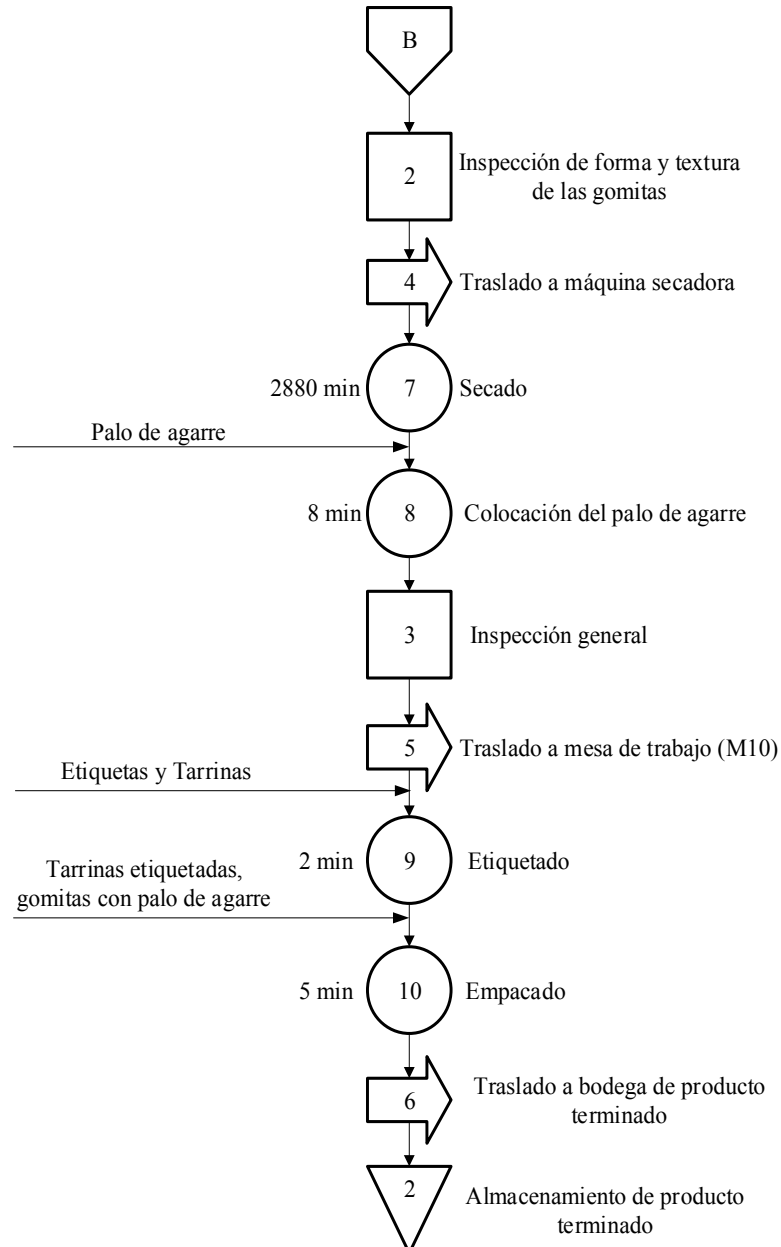 B
2
Inspección de forma y textura
de las gomitas
4
Traslado a máquina secadora
2880 min
7
Secado
Palo de agarre
8 min
8
Colocación del palo de agarre
3
Inspección general
5
Traslado a mesa de trabajo (M10)
Etiquetas y Tarrinas
2 min
9
Etiquetado
Tarrinas etiquetadas,
gomitas con palo de agarre
5 min
10
Empacado
6
Traslado a bodega de producto
terminado
2
Almacenamiento de producto
terminado